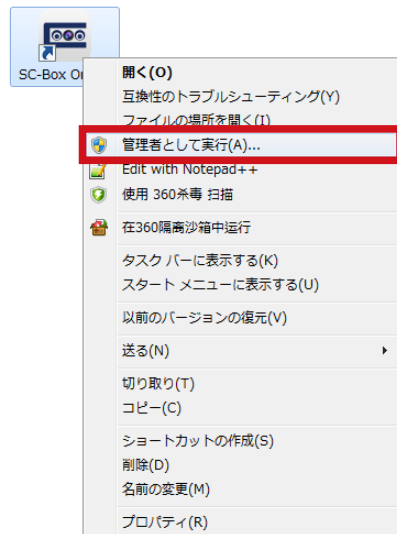 SC-Box On
開く(O)
互換性のトラブルシューティング(Y)
ファイルの場所を開く(I)
管理者として実行(A)...
Edit with Notepad++
使用 360杀毒 扫描
在360隔离沙箱中运行
タスク バーに表示する(K)
スタート メニューに表示する(U)
以前のバージョンの復元(V)
送る(N)
切り取り(T)
コピー(C)
ショートカットの作成(S)
削除(D)
名前の変更(M)
プロパティ(R)